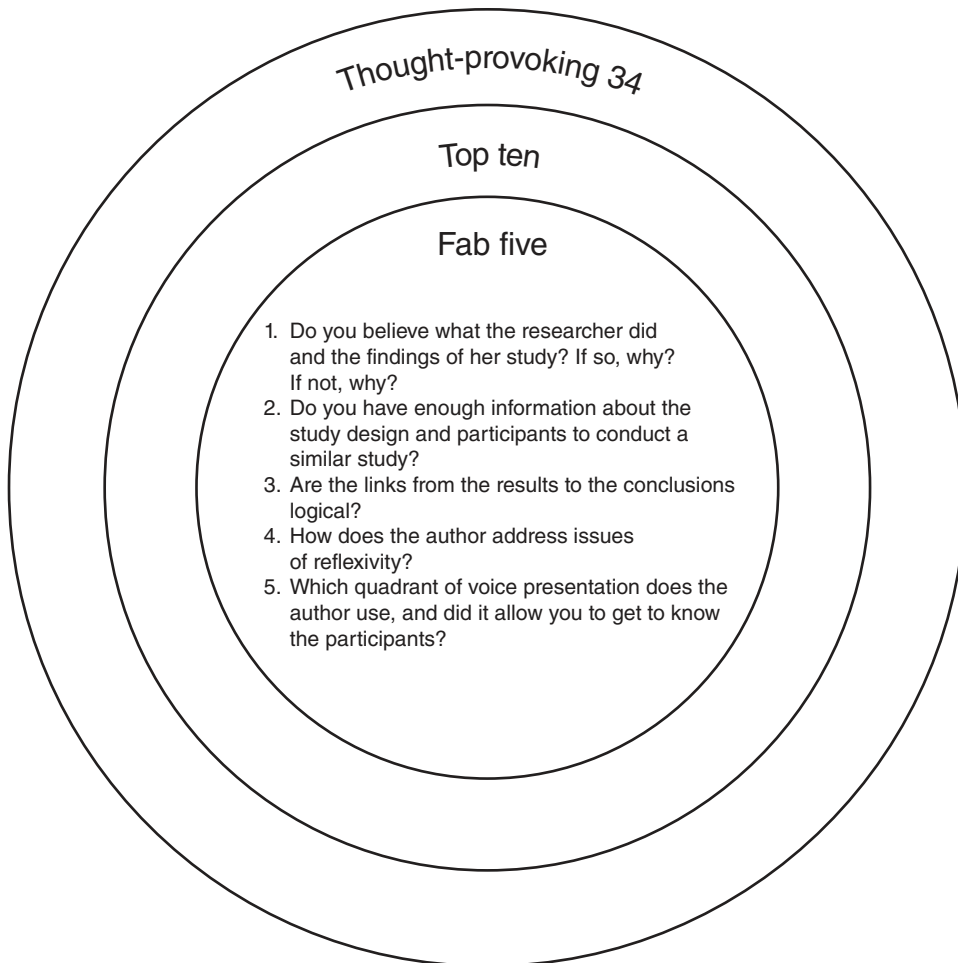 Thought-provoking 34
Top ten
Fab five
1. Do you believe what the researcher did
and the findings of her study? If so, why?
If not, why?
2. Do you have enough information about the
study design and participants to conduct a
similar study?
3. Are the links from the results to the conclusions
logical?
4. How does the author address issues
of reflexivity?
5. Which quadrant of voice presentation does the
author use, and did it allow you to get to know
the participants?